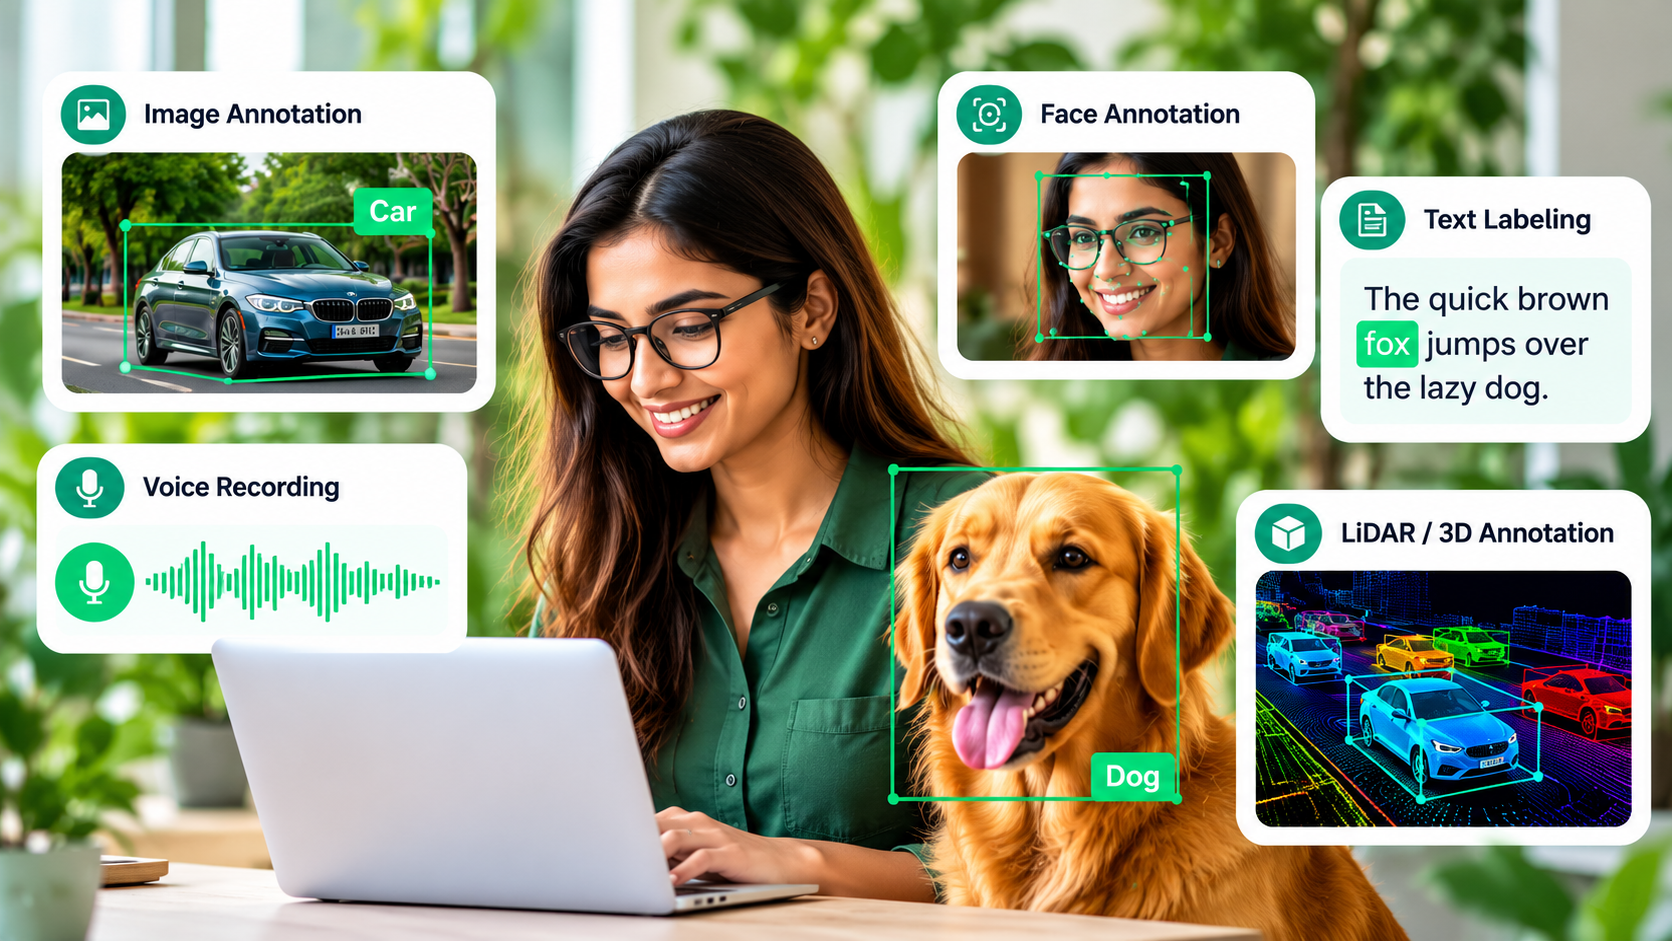 Image Annotation
Car
Voice Recording
Face Annotation
Text Labeling
The quick brown
fox jumps over
the lazy dog.
Dog
LiDAR / 3D Annotation